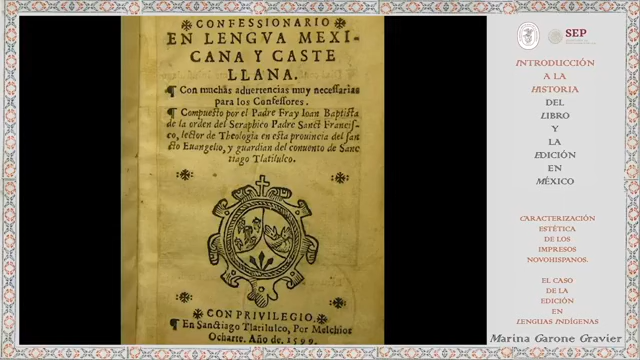 CONFESSIONARIO
EN LENGVA MEXI-
CANA Y CASTE
LLANA.
¶ Con muchas aduertencias muy necessarias
para los Confessores.
¶ Compuesto por el Padre Fray Ioan Baptista
de la orden del Seraphico Padre Sanct Francis-
co, lector de Theologia en esta prouincia del san
cto Euangelio, y guardian del conuento de Sanc
tiago Tlatilulco.
CON PRIVILEGIO.
¶ En Sanctiago Tlatilulco, Por Melchior
Ocharte. Año de. 1599.
SEP
INTRODUCCIÓN
A LA
HISTORIA
DEL
LIBRO
Y
LA
EDICIÓN
EN
MÉXICO
CARACTERIZACIÓN
ESTÉTICA
DE LOS
IMPRESOS
NOVOHISPANOS.
EL CASO
DE LA
EDICIÓN
EN
LENGUAS INDÍGENAS
Marina Garone Gravier